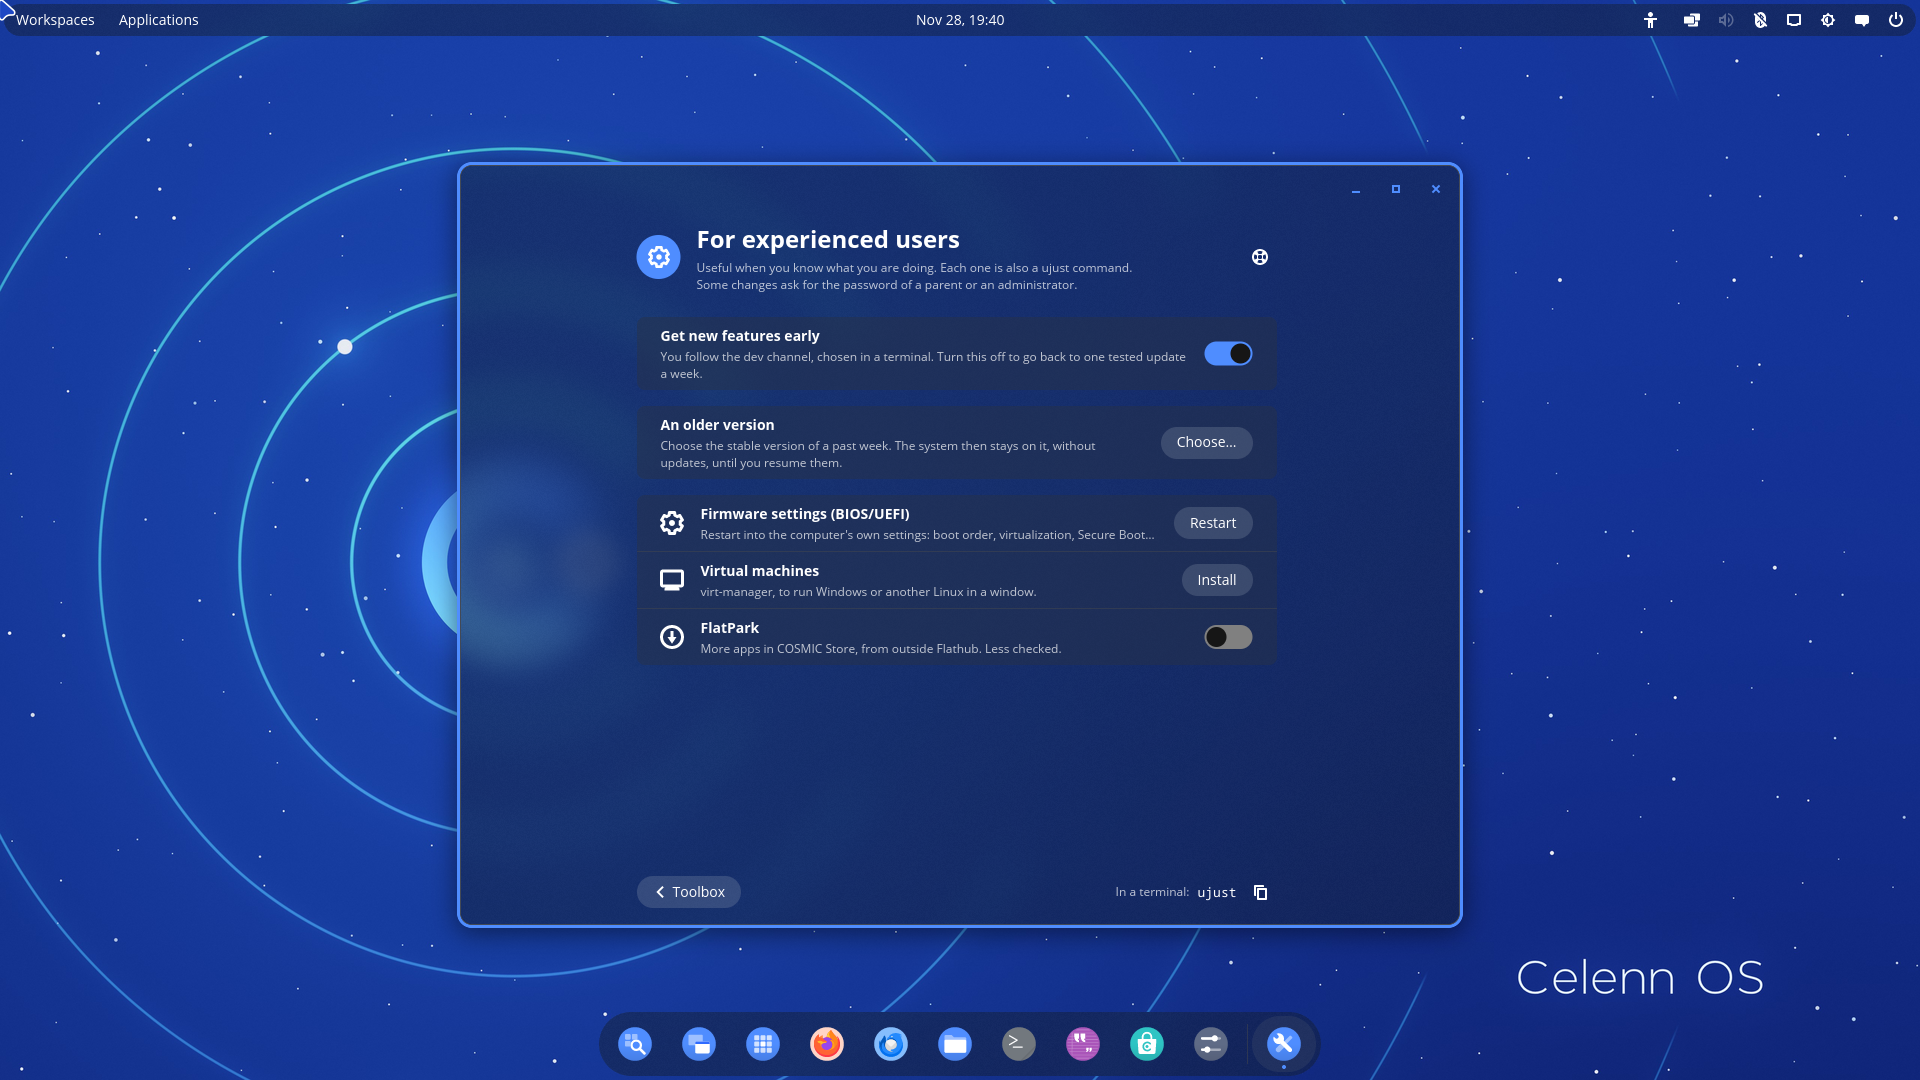 Workspaces
Applications
Nov 28, 19:40
For experienced users
Useful when you know what you are doing. Each one is also a ujust command.
Some changes ask for the password of a parent or an administrator.
Get new features early
You follow the dev channel, chosen in a terminal. Turn this off to go back to one tested update
a week.
An older version
Choose the stable version of a past week. The system then stays on it, without
updates, until you resume them.
Choose...
Firmware settings (BIOS/UEFI)
Restart into the computer's own settings: boot order, virtualization, Secure Boot...
Restart
Virtual machines
virt-manager, to run Windows or another Linux in a window.
Install
FlatPark
More apps in COSMIC Store, from outside Flathub. Less checked.
Toolbox
In a terminal: ujust
Celenn OS